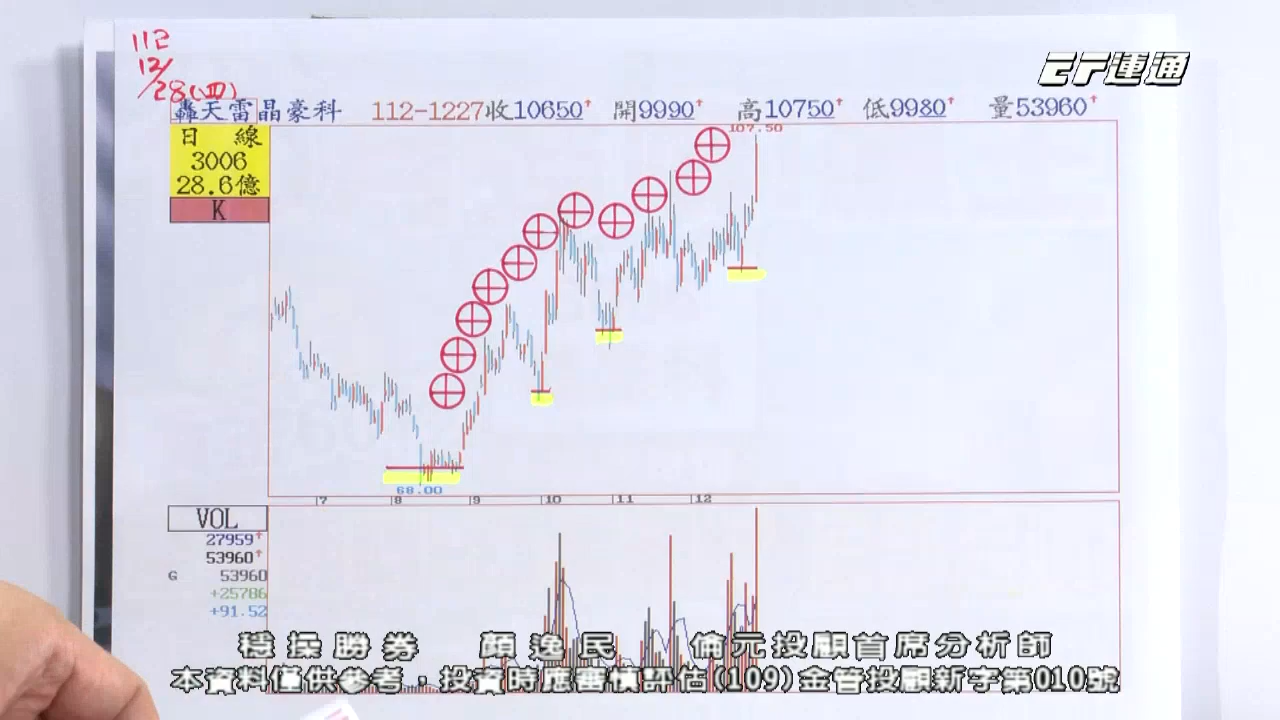 112
12/28(四)
EF運通
轟天雷晶豪科 112-1227收10650↑ 開9990↑ 高10750↑ 低9980↑ 量53960↑
日 線
3006
28.6億
K
107.50
68.00
7 8 9 10 11 12
VOL
27959↑
53960↑
G 53960
+25786
+91.52
穩操勝券 顏逸民 倫元投顧首席分析師
本資料僅供參考，投資時應審慎評估(109)金管投顧新字第010號